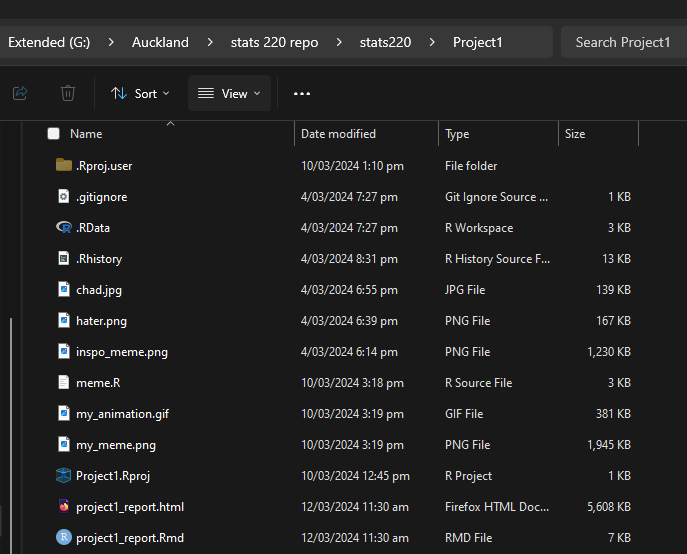 Extended (G:) > Auckland > stats 220 repo > stats220 > Project1 Search Project1
Sort View ...
Name Date modified Type Size
.Rproj.user 10/03/2024 1:10 pm File folder
.gitignore 4/03/2024 7:27 pm Git Ignore Source ... 1 KB
.RData 4/03/2024 7:27 pm R Workspace 3 KB
.Rhistory 4/03/2024 8:31 pm R History Source F... 13 KB
chad.jpg 4/03/2024 6:55 pm JPG File 139 KB
hater.png 4/03/2024 6:39 pm PNG File 167 KB
inspo_meme.png 4/03/2024 6:14 pm PNG File 1,230 KB
meme.R 10/03/2024 3:18 pm R Source File 3 KB
my_animation.gif 10/03/2024 3:19 pm GIF File 381 KB
my_meme.png 10/03/2024 3:19 pm PNG File 1,945 KB
Project1.Rproj 10/03/2024 12:45 pm R Project 1 KB
project1_report.html 12/03/2024 11:30 am Firefox HTML Doc... 5,608 KB
project1_report.Rmd 12/03/2024 11:30 am RMD File 7 KB